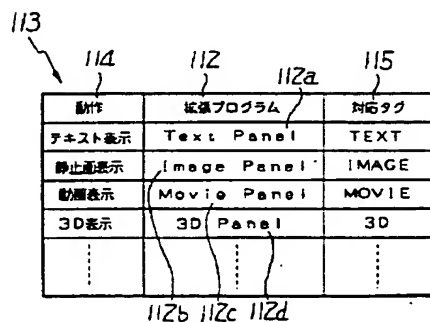 113
114 112 112a 115
動作 拡張プログラム 対応タグ
テキスト表示 Text Panel TEXT
静止画表示 Image Panel IMAGE
動画表示 Movie Panel MOVIE
3D表示 3D Panel 3D
112b 112c 112d